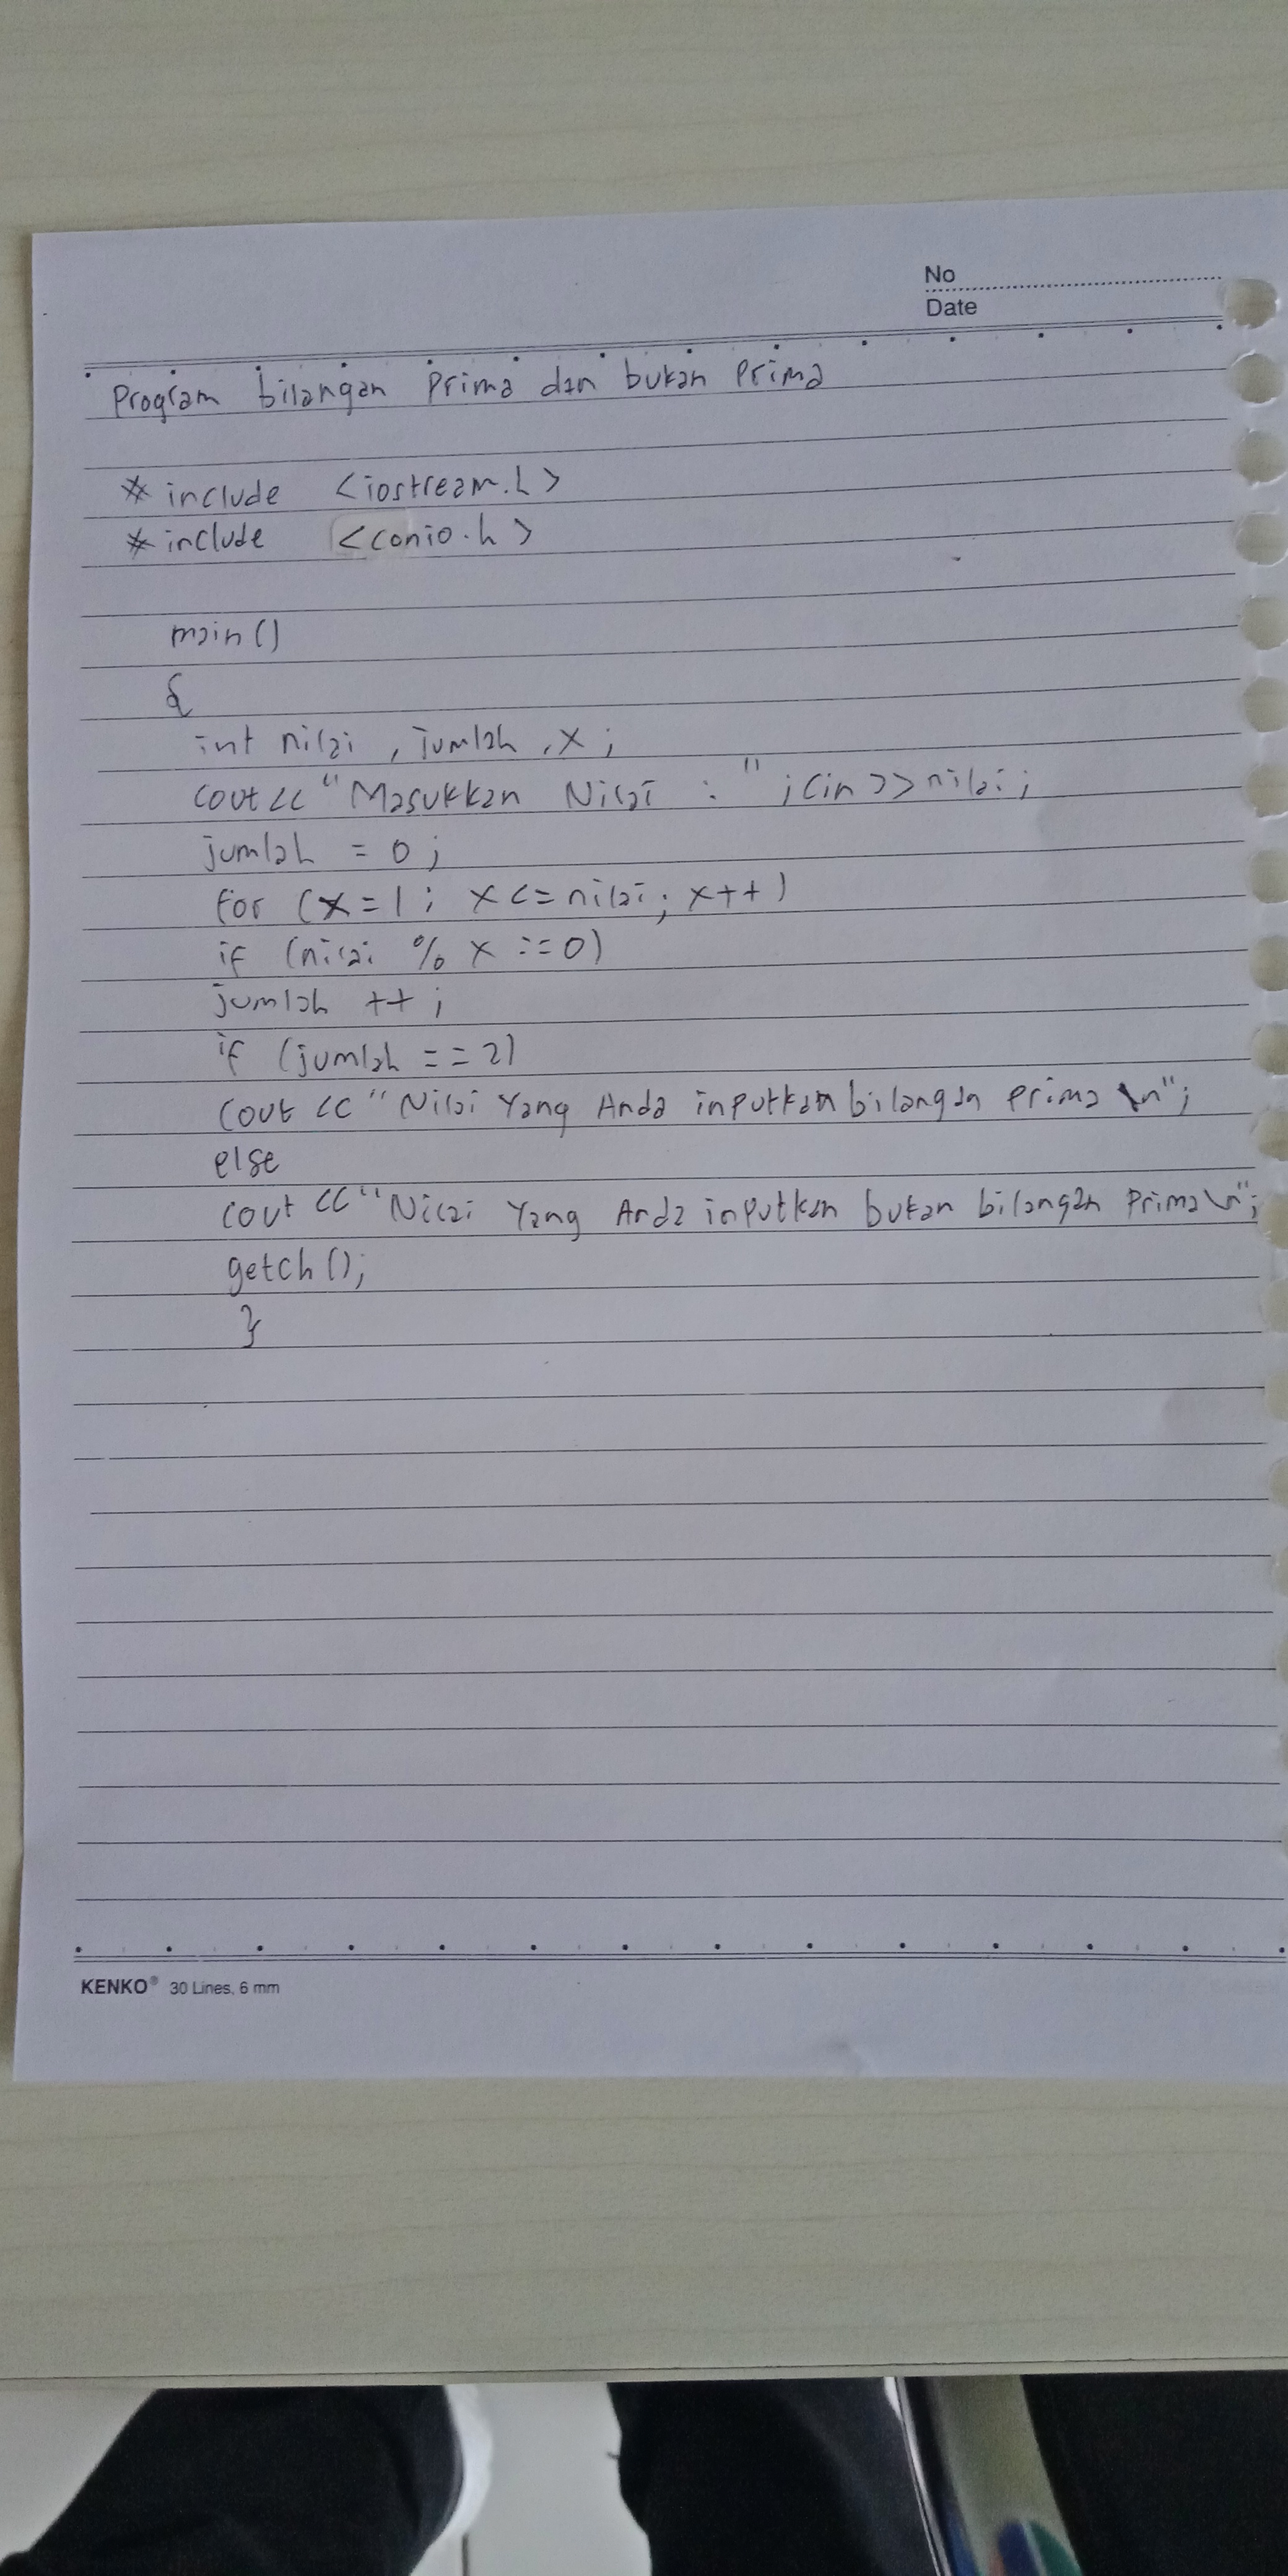 No
Date
Program bilangan Prima dan bukan Prima
# include <iostream.h>
# include <conio.h>
main()
{
int nilai , jumlah , x ;
cout << "Masukkan Nilai : " ; cin >> nilai ;
jumlah = 0 ;
for (x=1 ; x<=nilai ; x++)
if (nilai % x ==0)
jumlah ++ ;
if (jumlah == 2)
cout << "Nilai Yang Anda inputkan bilangan Prima \n" ;
else
cout << "Nilai Yang Anda inputkan bukan bilangan Prima \n" ;
getch () ;
}
KENKO® 30 Lines, 6 mm